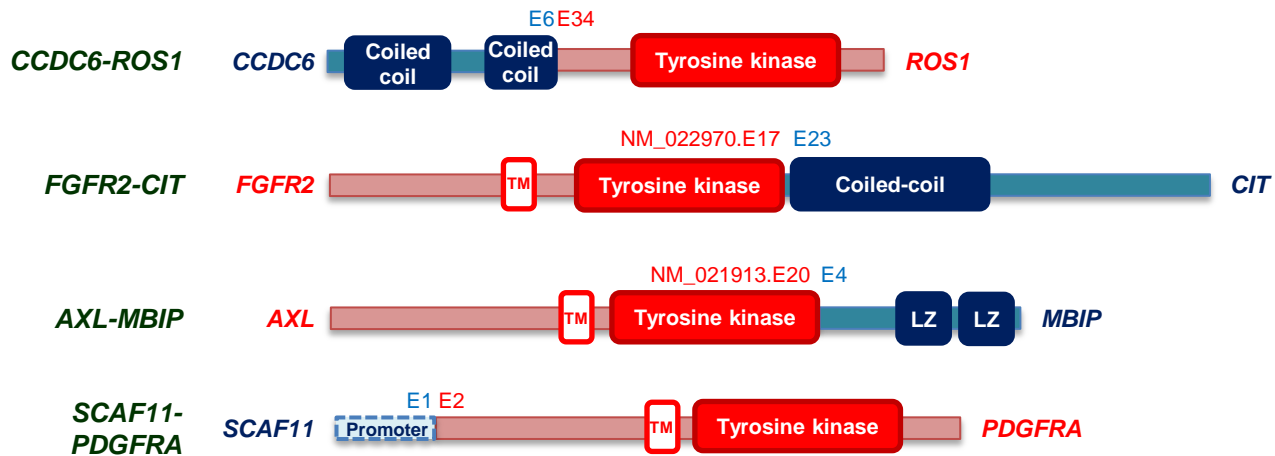 E6 E34
CCDC6-ROS1 CCDC6 Coiled coil Coiled coil Tyrosine kinase ROS1
NM_022970.E17 E23
FGFR2-CIT FGFR2 TM Tyrosine kinase Coiled-coil CIT
NM_021913.E20 E4
AXL-MBIP AXL TM Tyrosine kinase LZ LZ MBIP
E1 E2
SCAF11-
PDGFRA SCAF11 Promoter TM Tyrosine kinase PDGFRA